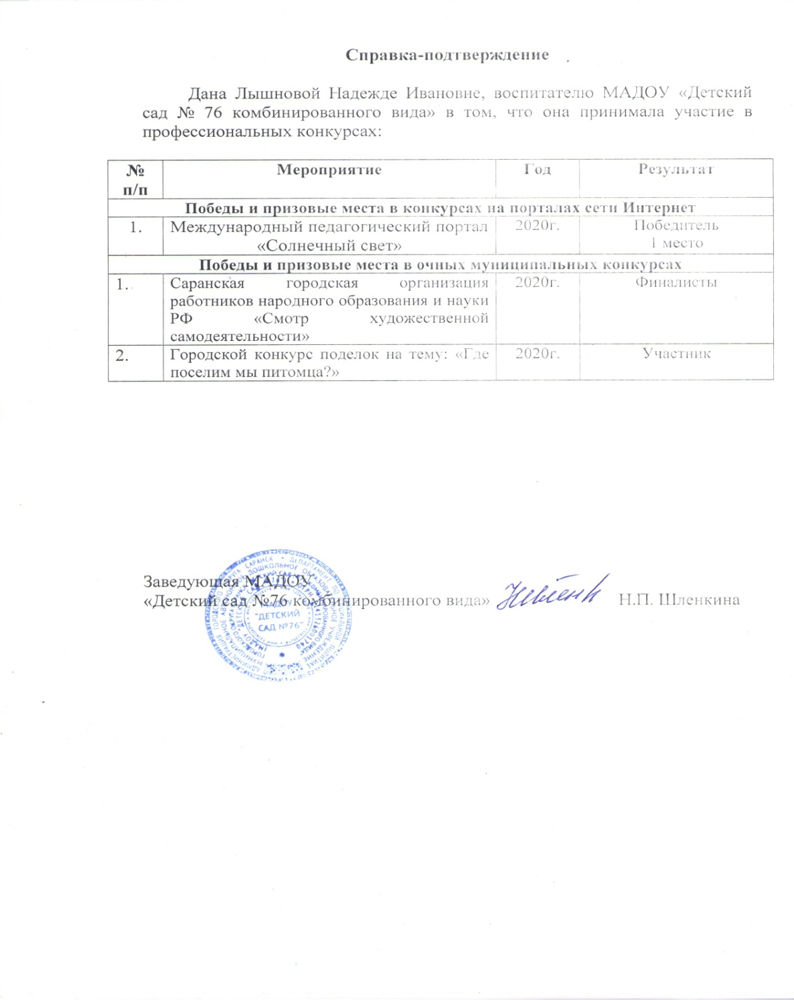 Справка-подтверждение
Дана Лышновой Надежде Ивановне, воспитателю МАДОУ «Детский
сад № 76 комбинированного вида» в том, что она принимала участие в
профессиональных конкурсах:
№ п/п Мероприятие Год Результат
Победы и призовые места в конкурсах на порталах сети Интернет
1. Международный педагогический портал 2020г. Победитель
«Солнечный свет» 1 место
Победы и призовые места в очных муниципальных конкурсах
1. Саранская городская организация 2020г. Финалисты
работников народного образования и науки
РФ «Смотр художественной
самодеятельности»
2. Городской конкурс поделок на тему: «Где 2020г. Участник
поселим мы питомца?»
Заведующая МАДОУ
«Детский сад № 76 комбинированного вида» Н.П. Шленкина
МАДОУ
"ДЕТСКИЙ
САД №76"